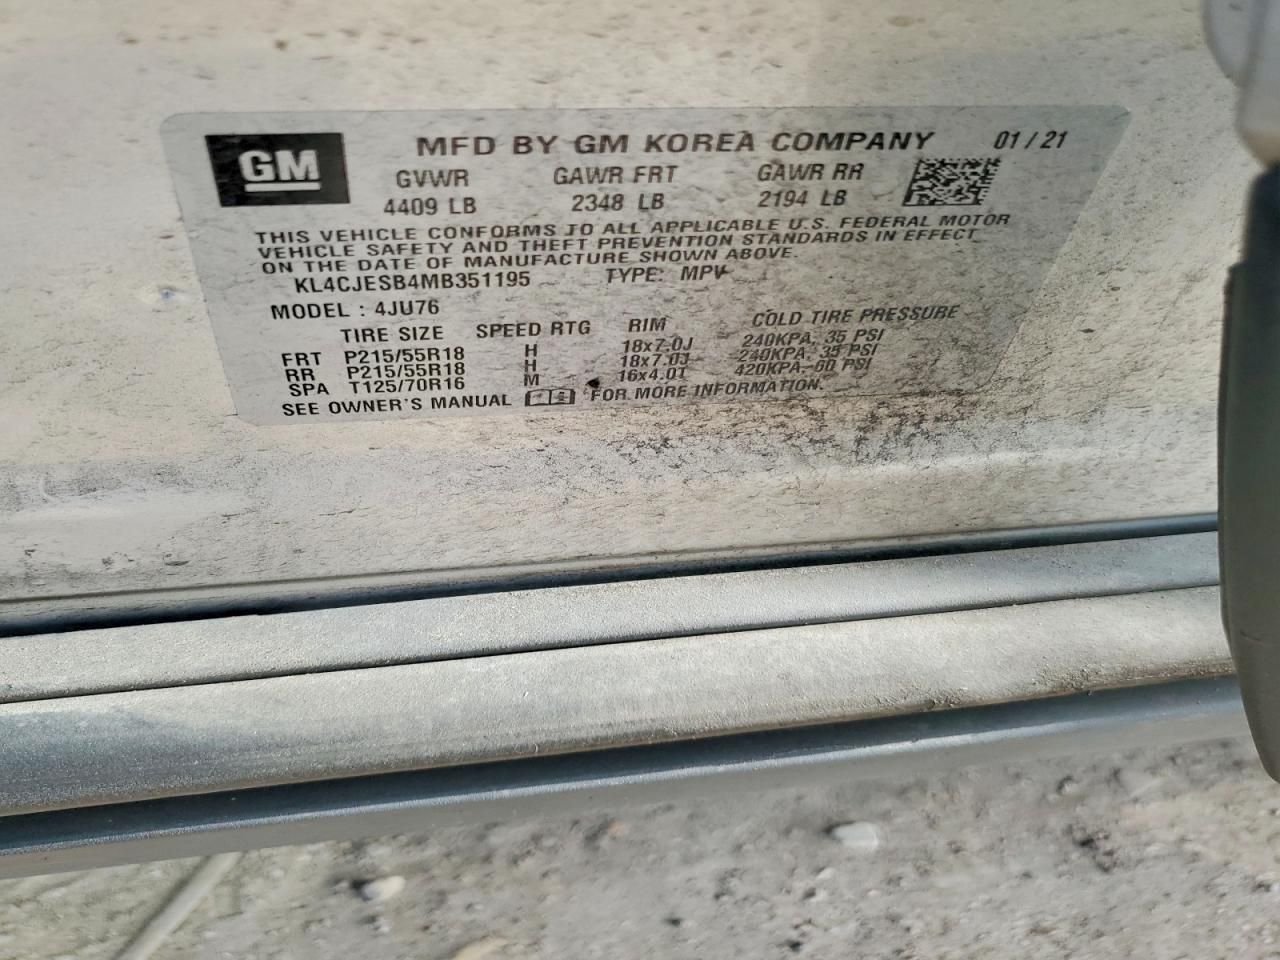 GM MFD BY GM KOREA COMPANY 01/21
GVWR GAWR FRT GAWR RR
4409 LB 2348 LB 2194 LB
THIS VEHICLE CONFORMS TO ALL APPLICABLE U.S. FEDERAL MOTOR
VEHICLE SAFETY AND THEFT PREVENTION STANDARDS IN EFFECT
ON THE DATE OF MANUFACTURE SHOWN ABOVE.
KL4CJESB4MB351195 TYPE: MPV
MODEL : 4JU76
TIRE SIZE SPEED RTG RIM COLD TIRE PRESSURE
FRT P215/55R18 H 18x7.0J 240KPA, 35 PSI
RR P215/55R18 H 18x7.0J 240KPA, 35 PSI
SPA T125/70R16 M 16x4.0T 420KPA, 60 PSI
SEE OWNER'S MANUAL FOR MORE INFORMATION.